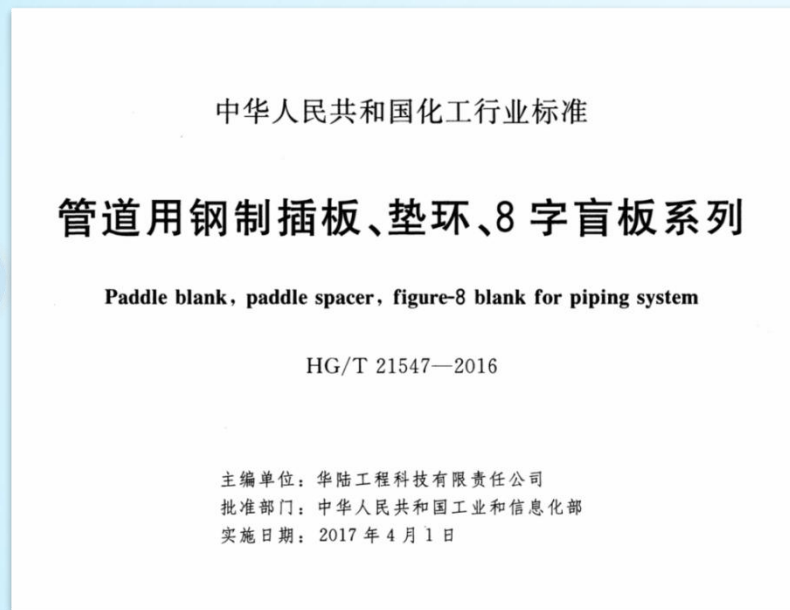 中华人民共和国化工行业标准
管道用钢制插板、垫环、8字盲板系列
Paddle blank, paddle spacer, figure-8 blank for piping system
HG/T 21547—2016
主编单位：华陆工程科技有限责任公司
批准部门：中华人民共和国工业和信息化部
实施日期：2017年4月1日